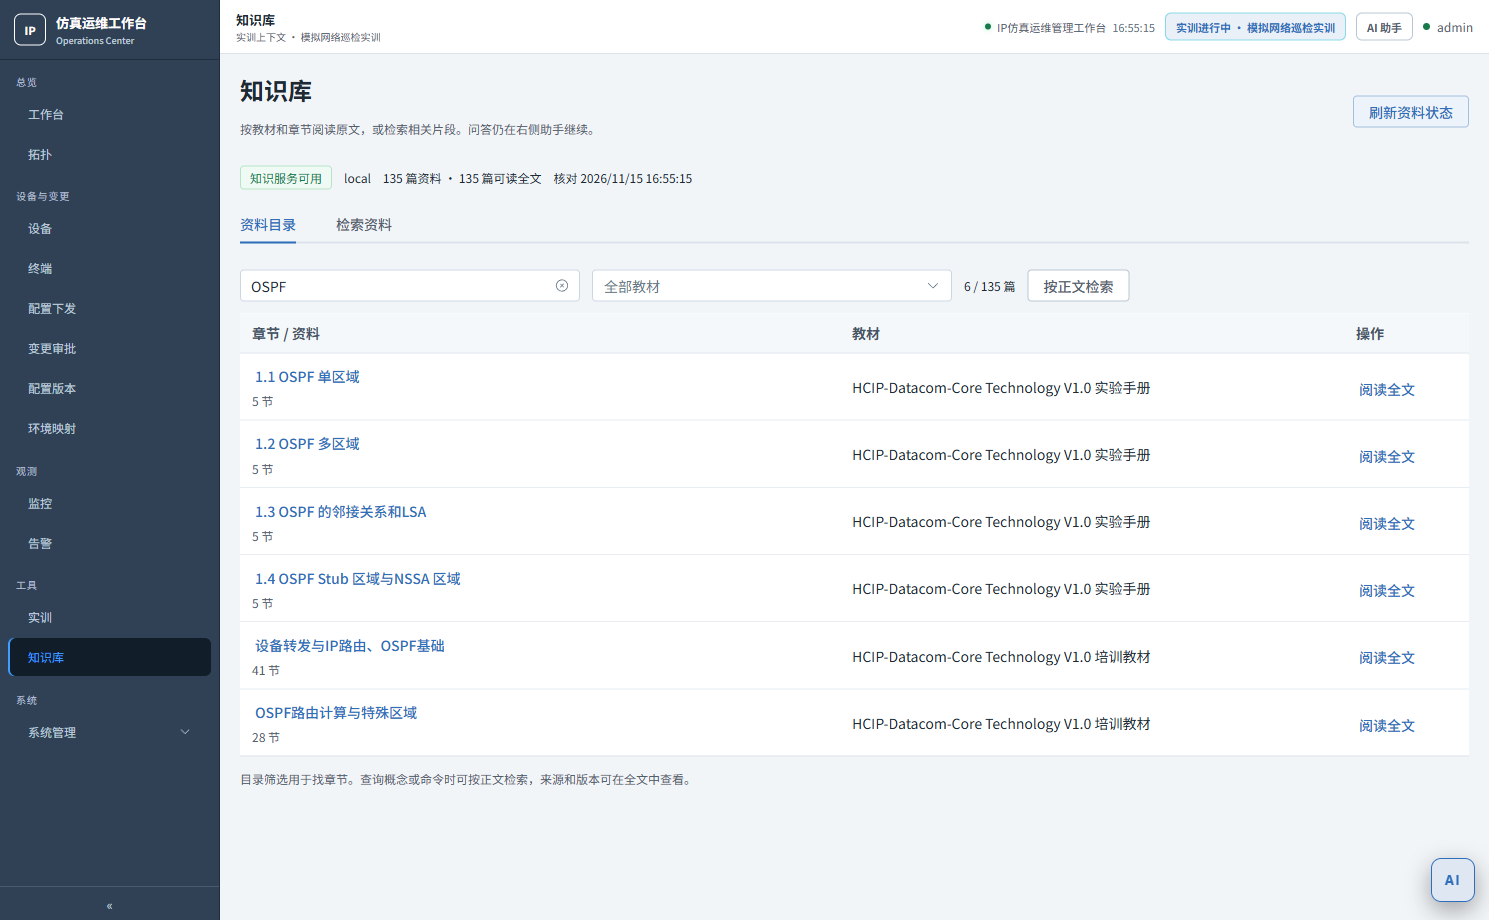 IP
仿真运维工作台
Operations Center
总览
工作台
拓扑
设备与变更
设备
终端
配置下发
变更审批
配置版本
环境映射
观测
监控
告警
工具
实训
知识库
系统
系统管理
«
知识库
实训上下文 • 模拟网络巡检实训
IP仿真运维管理工作台 16:55:15
实训进行中 • 模拟网络巡检实训
AI 助手
admin
知识库
按教材和章节阅读原文，或检索相关片段。问答仍在右侧助手继续。
刷新资料状态
知识服务可用 local 135 篇资料 • 135 篇可读全文 核对 2026/11/15 16:55:15
资料目录 检索资料
OSPF 全部教材 6 / 135 篇 按正文检索
章节 / 资料 教材 操作
1.1 OSPF 单区域
5 节
HCIP-Datacom-Core Technology V1.0 实验手册 阅读全文
1.2 OSPF 多区域
5 节
HCIP-Datacom-Core Technology V1.0 实验手册 阅读全文
1.3 OSPF 的邻接关系和LSA
5 节
HCIP-Datacom-Core Technology V1.0 实验手册 阅读全文
1.4 OSPF Stub 区域与NSSA 区域
5 节
HCIP-Datacom-Core Technology V1.0 实验手册 阅读全文
设备转发与IP路由、OSPF基础
41 节
HCIP-Datacom-Core Technology V1.0 培训教材 阅读全文
OSPF路由计算与特殊区域
28 节
HCIP-Datacom-Core Technology V1.0 培训教材 阅读全文
目录筛选用于找章节。查询概念或命令时可按正文检索，来源和版本可在全文中查看。
AI